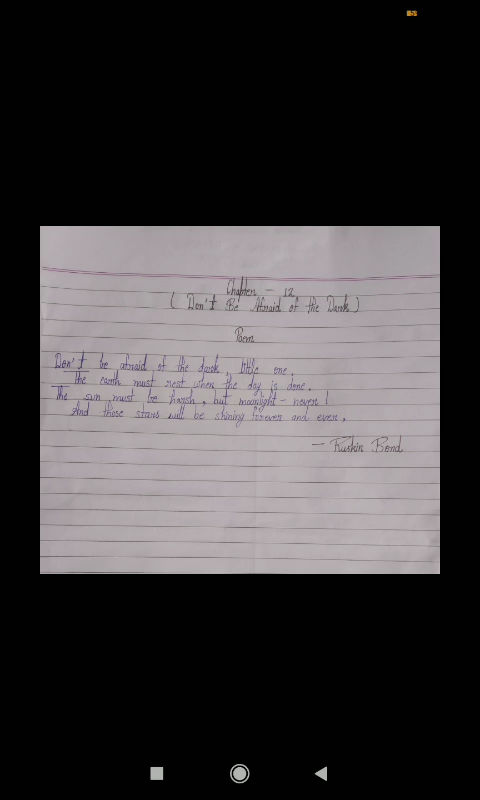 Chapter - 12
( Don't Be Afraid of the Dark )
Poem
Don't be afraid of the dark, little one,
the earth must rest when the day is done.
The sun must be harsh, but moonlight - never!
And those stars will be shining forever and ever.
- Ruskin Bond